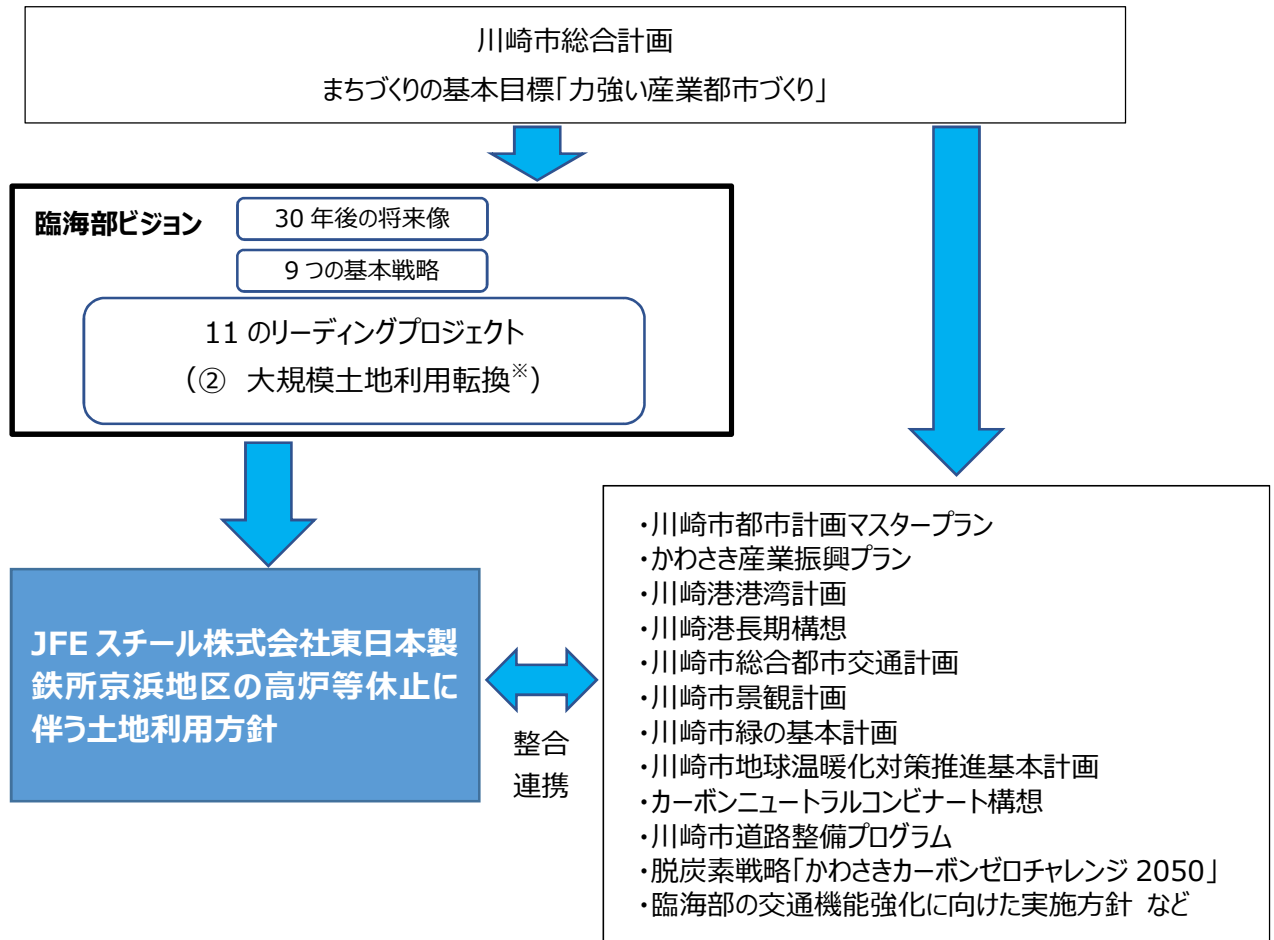 川崎市総合計画
まちづくりの基本目標「力強い産業都市づくり」
臨海部ビジョン
30 年後の将来像
9 つの基本戦略
11 のリーディングプロジェクト
（② 大規模土地利用転換※）
JFE スチール株式会社東日本製
鉄所京浜地区の高炉等休止に
伴う土地利用方針
整合
連携
・川崎市都市計画マスタープラン
・かわさき産業振興プラン
・川崎港港湾計画
・川崎港長期構想
・川崎市総合都市交通計画
・川崎市景観計画
・川崎市緑の基本計画
・川崎市地球温暖化対策推進基本計画
・カーボンニュートラルコンビナート構想
・川崎市道路整備プログラム
・脱炭素戦略「かわさきカーボンゼロチャレンジ 2050」
・臨海部の交通機能強化に向けた実施方針 など